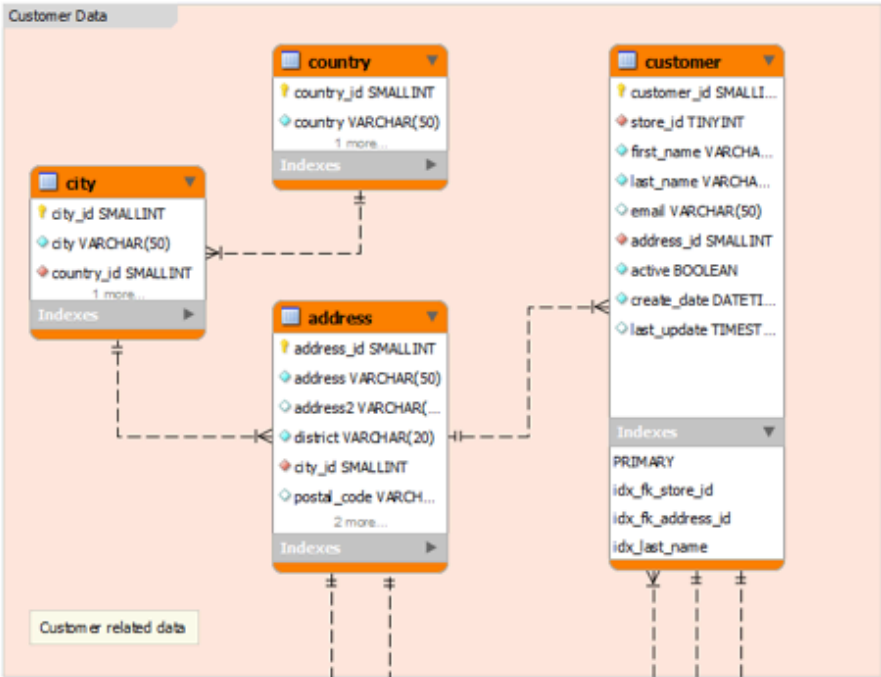 Customer Data
country
country_id SMALLINT
country VARCHAR(50)
1 more...
Indexes
customer
customer_id SMALLI...
store_id TINYINT
first_name VARCHA...
last_name VARCHA...
email VARCHAR(50)
address_id SMALLINT
active BOOLEAN
create_date DATETI...
last_update TIMEST...
Indexes
PRIMARY
idx_fk_store_id
idx_fk_address_id
idx_last_name
city
city_id SMALLINT
city VARCHAR(50)
country_id SMALLINT
1 more...
Indexes
address
address_id SMALLINT
address VARCHAR(50)
address2 VARCHAR(...
district VARCHAR(20)
city_id SMALLINT
postal_code VARCH...
2 more...
Indexes
Customer related data